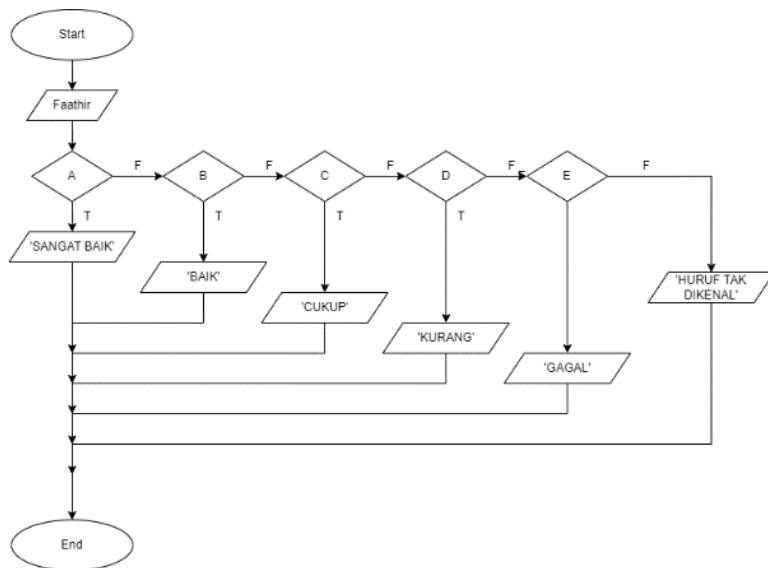 Start
Faathir
A
F
B
F
C
F
D
F
E
F
T
T
T
T
'SANGAT BAIK'
'BAIK'
'CUKUP'
'KURANG'
'GAGAL'
'HURUF TAK
DIKENAL'
End